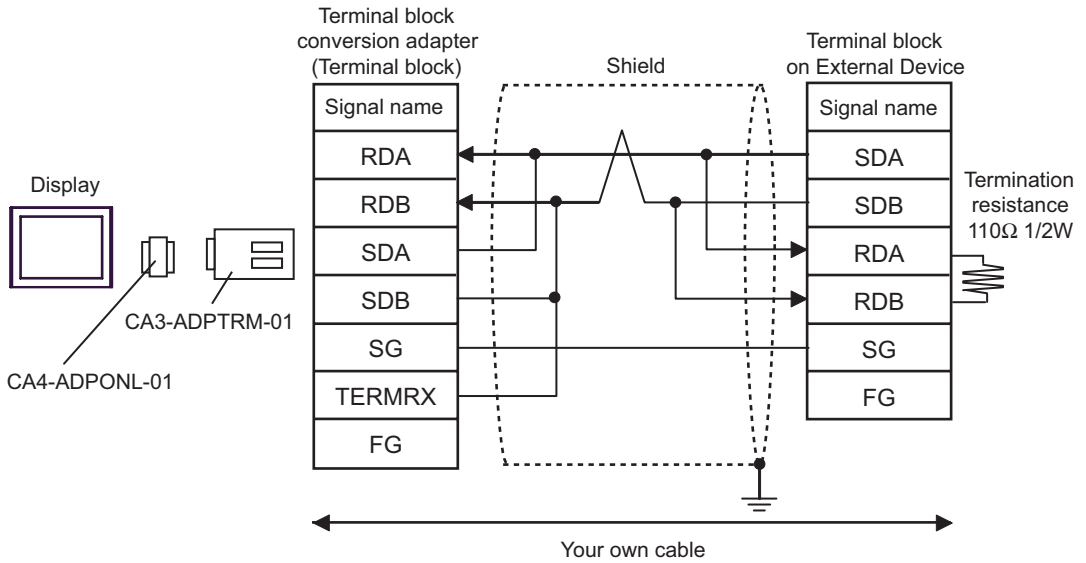 Terminal block
conversion adapter
(Terminal block)
Shield
Terminal block
on External Device
Signal name
RDA
RDB
SDA
SDB
SG
TERMRX
FG
Signal name
SDA
SDB
RDA
RDB
SG
FG
Display
CA3-ADPTRM-01
CA4-ADPONL-01
Termination
resistance
110Ω 1/2W
Your own cable